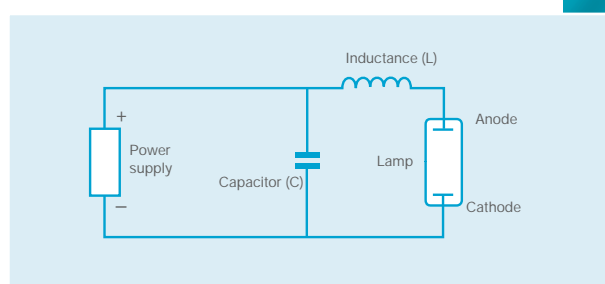 Inductance (L)
+
Anode
Power
supply
Lamp
Capacitor (C)
−
Cathode